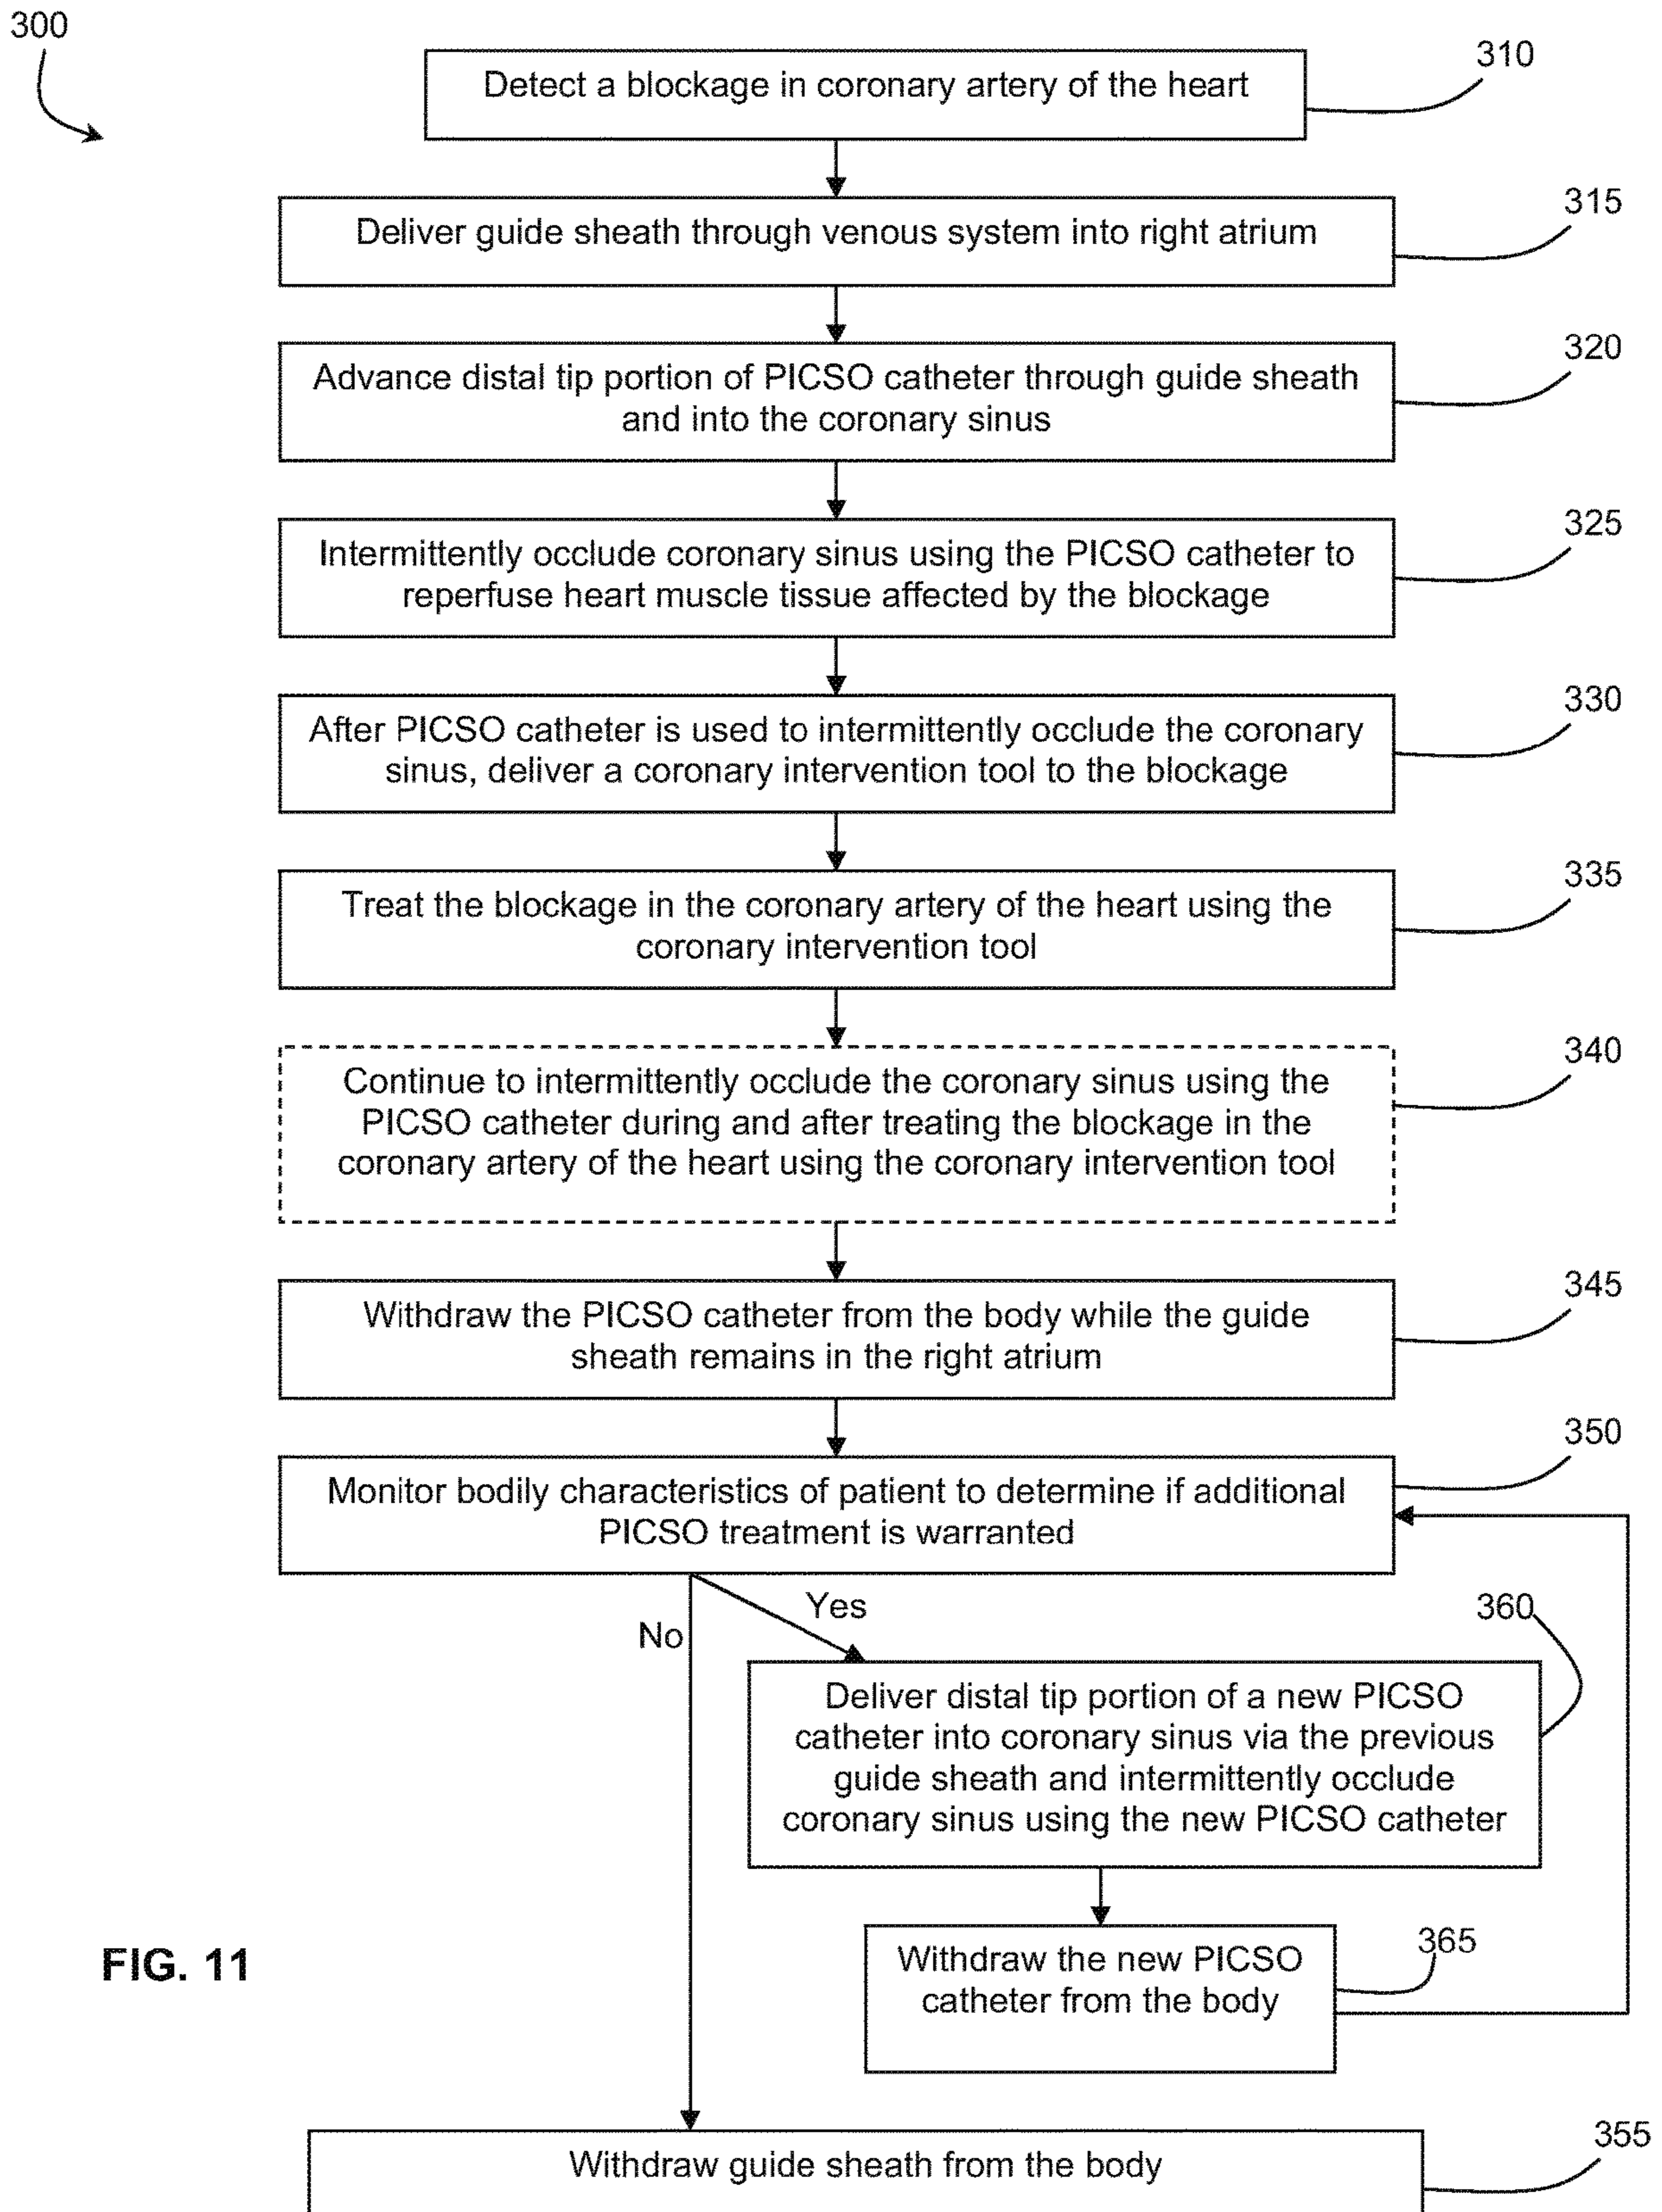 300
310
Detect a blockage in coronary artery of the heart
315
Deliver guide sheath through venous system into right atrium
320
Advance distal tip portion of PICSO catheter through guide sheath
and into the coronary sinus
325
Intermittently occlude coronary sinus using the PICSO catheter to
reperfuse heart muscle tissue affected by the blockage
330
After PICSO catheter is used to intermittently occlude the coronary
sinus, deliver a coronary intervention tool to the blockage
335
Treat the blockage in the coronary artery of the heart using the
coronary intervention tool
340
Continue to intermittently occlude the coronary sinus using the
PICSO catheter during and after treating the blockage in the
coronary artery of the heart using the coronary intervention tool
345
Withdraw the PICSO catheter from the body while the guide
sheath remains in the right atrium
350
Monitor bodily characteristics of patient to determine if additional
PICSO treatment is warranted
Yes
No
360
Deliver distal tip portion of a new PICSO
catheter into coronary sinus via the previous
guide sheath and intermittently occlude
coronary sinus using the new PICSO catheter
365
Withdraw the new PICSO
catheter from the body
FIG. 11
355
Withdraw guide sheath from the body